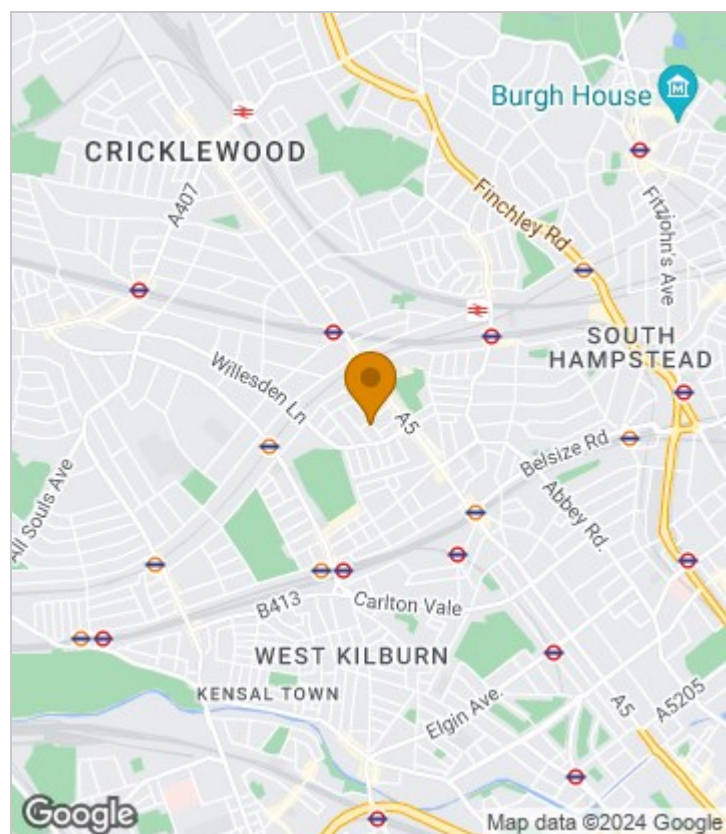 Burgh House
M
CRICKLEWOOD
A407
Finchley Rd
Fitzjohn's Ave
SOUTH
HAMPSTEAD
Willesden Ln
A5
Belsize Rd
All Souls Ave
Abbey Rd.
B413
Carlton Vale
WEST KILBURN
KENSAL TOWN
Elgin Ave.
A5
A5205
Google
Map data ©2024 Google